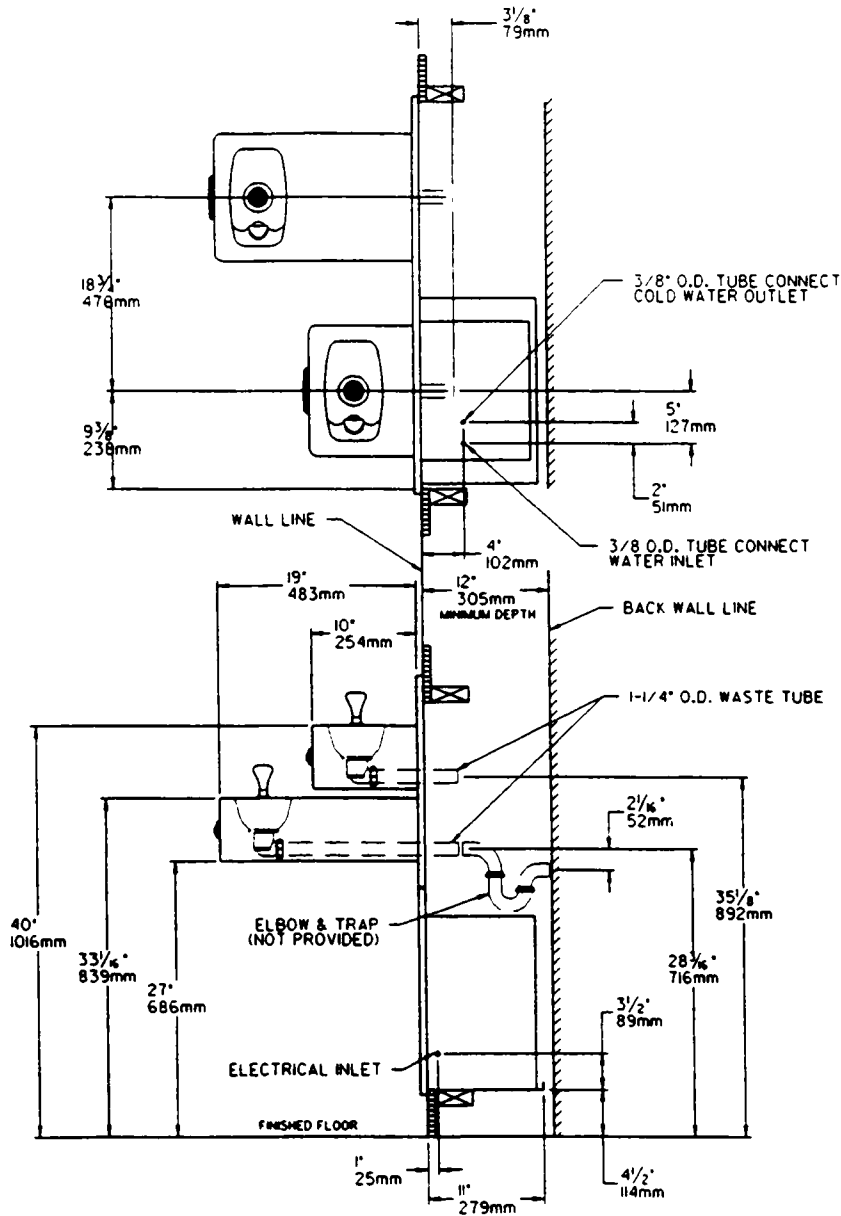 3 1/8"
79mm
18 3/4"
476mm
3/8" O.D. TUBE CONNECT
COLD WATER OUTLET
9 3/8"
238mm
5"
127mm
2"
51mm
WALL LINE
4"
102mm
3/8 O.D. TUBE CONNECT
WATER INLET
19"
483mm
12"
305mm
MINIMUM DEPTH
BACK WALL LINE
10"
254mm
1-1/4" O.D. WASTE TUBE
2 1/16"
52mm
35 1/8"
892mm
40"
1016mm
ELBOW & TRAP
(NOT PROVIDED)
33 1/16"
839mm
28 3/16"
716mm
27"
686mm
3 1/2"
89mm
ELECTRICAL INLET
FINISHED FLOOR
1"
25mm
11"
279mm
4 1/2"
114mm